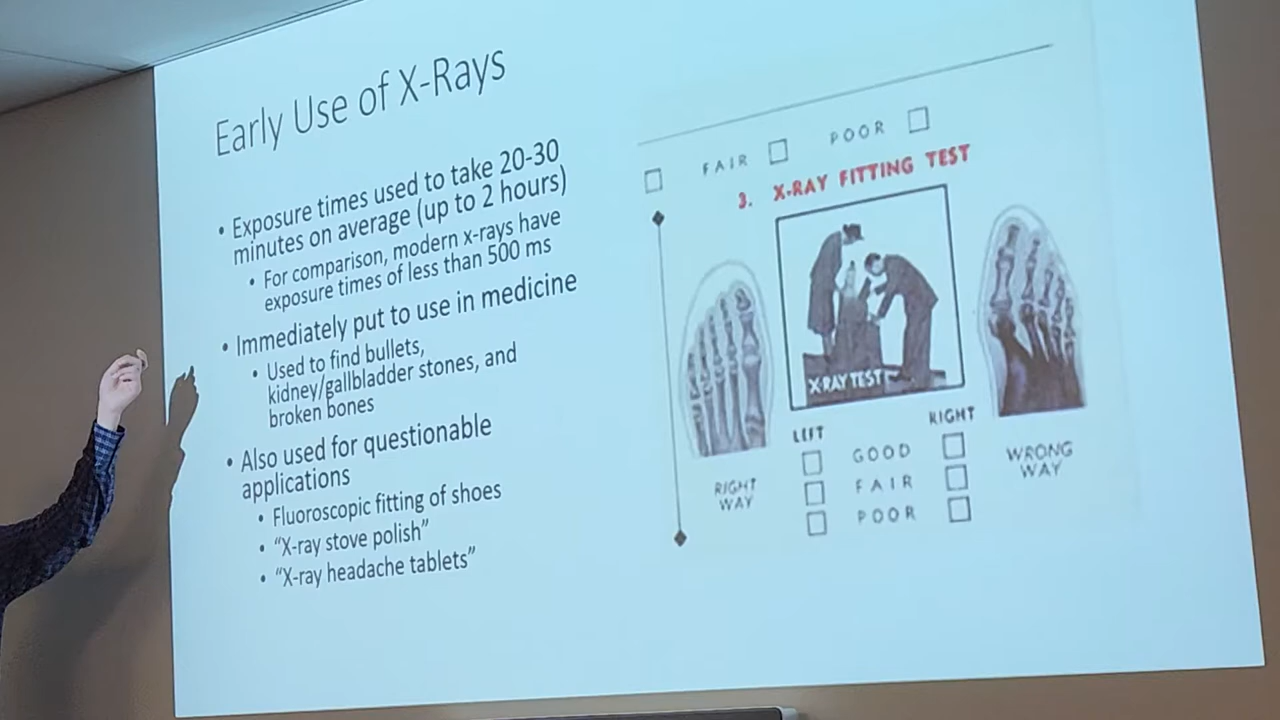 Early Use of X-Rays
• Exposure times used to take 20-30
minutes on average (up to 2 hours)
• For comparison, modern x-rays have
exposure times of less than 500 ms
• Immediately put to use in medicine
• Used to find bullets,
kidney/gallbladder stones, and
broken bones
• Also used for questionable
applications
• Fluoroscopic fitting of shoes
• “X-ray stove polish”
• “X-ray headache tablets”
FAIR POOR
3. X-RAY FITTING TEST
X-RAY TEST
LEFT RIGHT
GOOD
FAIR
POOR
RIGHT
WAY
WRONG
WAY